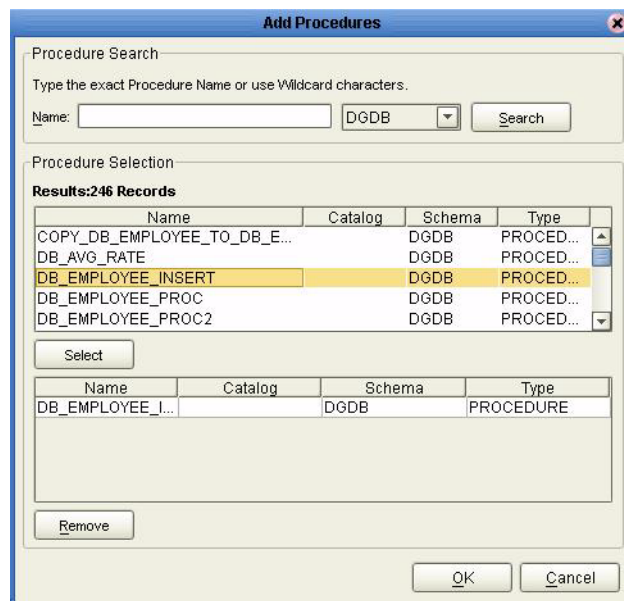 Add Procedures
Procedure Search
Type the exact Procedure Name or use Wildcard characters.
Name: DGDB Search
Procedure Selection
Results:246 Records
Name Catalog Schema Type
COPY_DB_EMPLOYEE_TO_DB_E... DGDB PROCED...
DB_AVG_RATE DGDB PROCED...
DB_EMPLOYEE_INSERT DGDB PROCED...
DB_EMPLOYEE_PROC DGDB PROCED...
DB_EMPLOYEE_PROC2 DGDB PROCED...
Select
Name Catalog Schema Type
DB_EMPLOYEE_I... DGDB PROCEDURE
Remove
OK Cancel